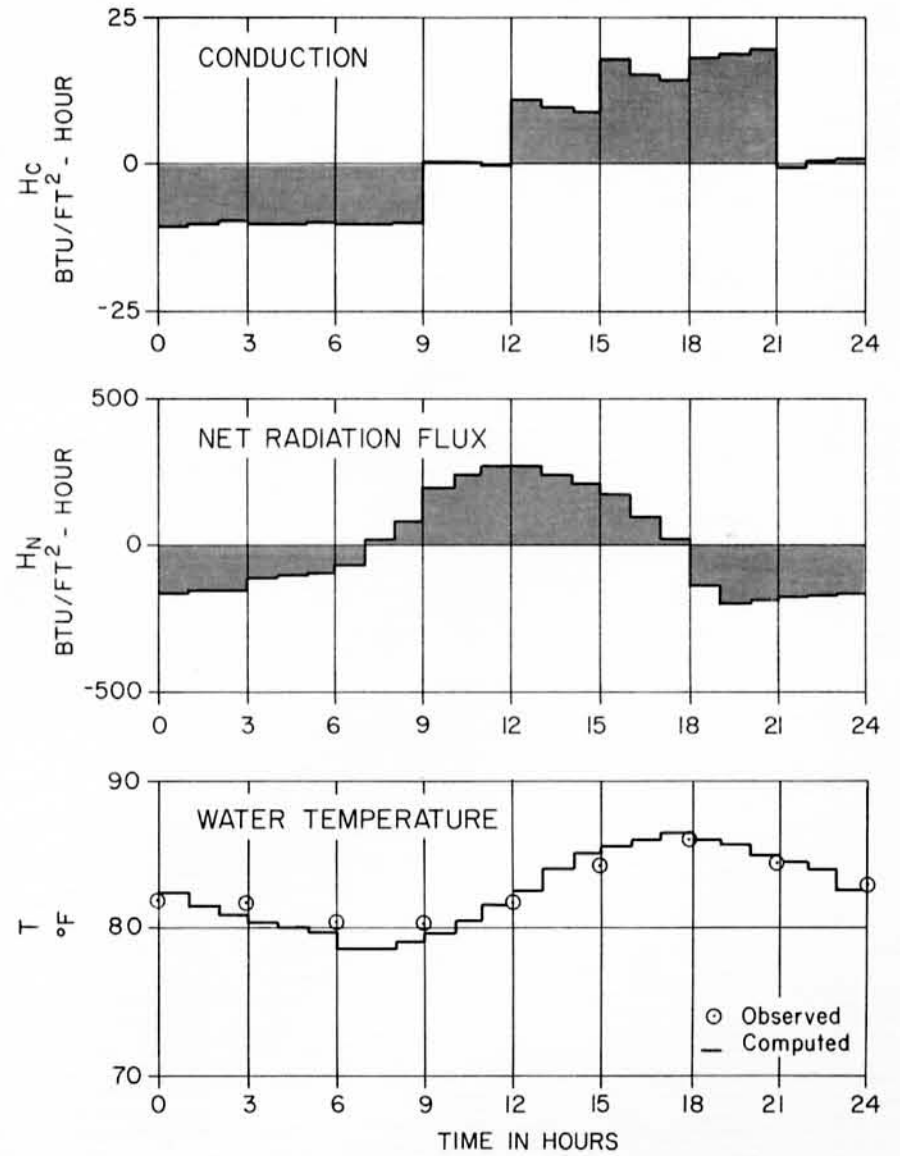 25
CONDUCTION
0
-25
H_C
BTU/FT² - HOUR
0 3 6 9 12 15 18 21 24
500
NET RADIATION FLUX
0
-500
H_N
BTU/FT² - HOUR
0 3 6 9 12 15 18 21 24
90
WATER TEMPERATURE
80
70
T
°F
Observed
Computed
0 3 6 9 12 15 18 21 24
TIME IN HOURS